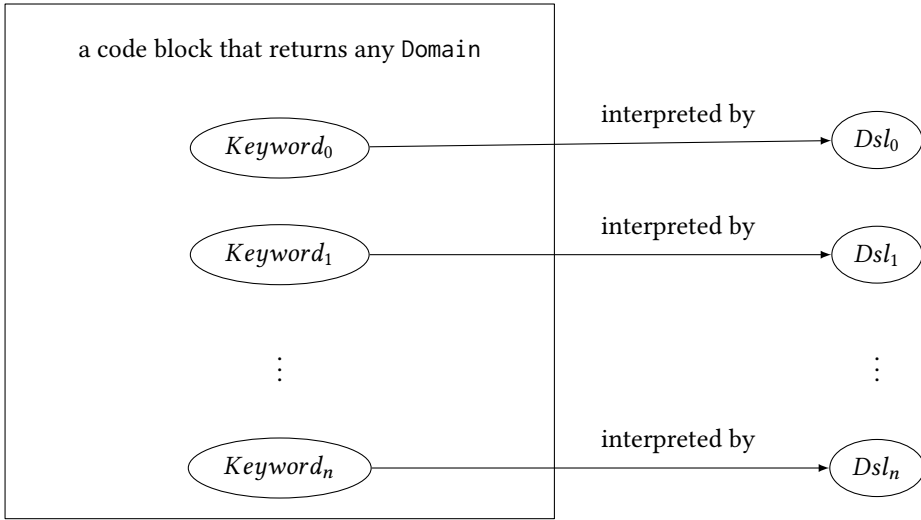 a code block that returns any Domain
interpreted by
Keyword₀
Dsl₀
interpreted by
Keyword₁
Dsl₁
⋮
⋮
interpreted by
Keywordₙ
Dslₙ